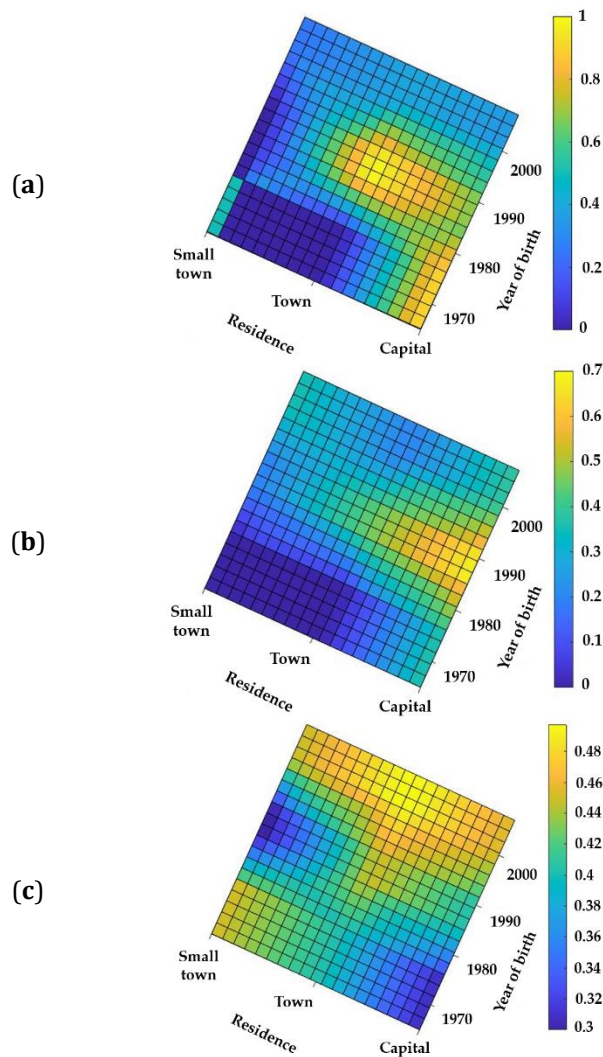 (a)
1
0.8
0.6
0.4
0.2
0
2000
1990
1980
1970
Year of birth
Small
town
Town
Capital
Residence
(b)
0.7
0.6
0.5
0.4
0.3
0.2
0.1
0
2000
1990
1980
1970
Year of birth
Small
town
Town
Capital
Residence
(c)
0.48
0.46
0.44
0.42
0.4
0.38
0.36
0.34
0.32
0.3
2000
1990
1980
1970
Year of birth
Small
town
Town
Capital
Residence